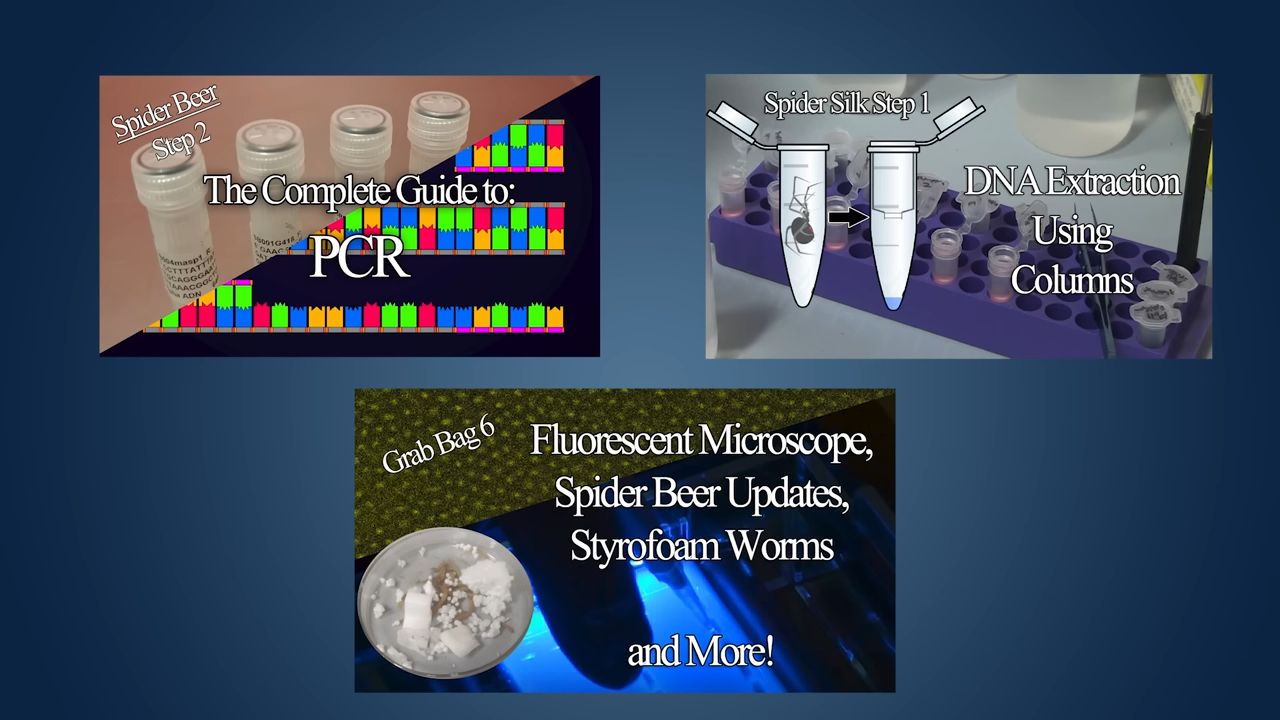 Spider Beer
Step 2
The Complete Guide to:
PCR
Spider Silk Step 1
DNA Extraction
Using
Columns
Grab Bag 6
Fluorescent Microscope,
Spider Beer Updates,
Styrofoam Worms
and More!